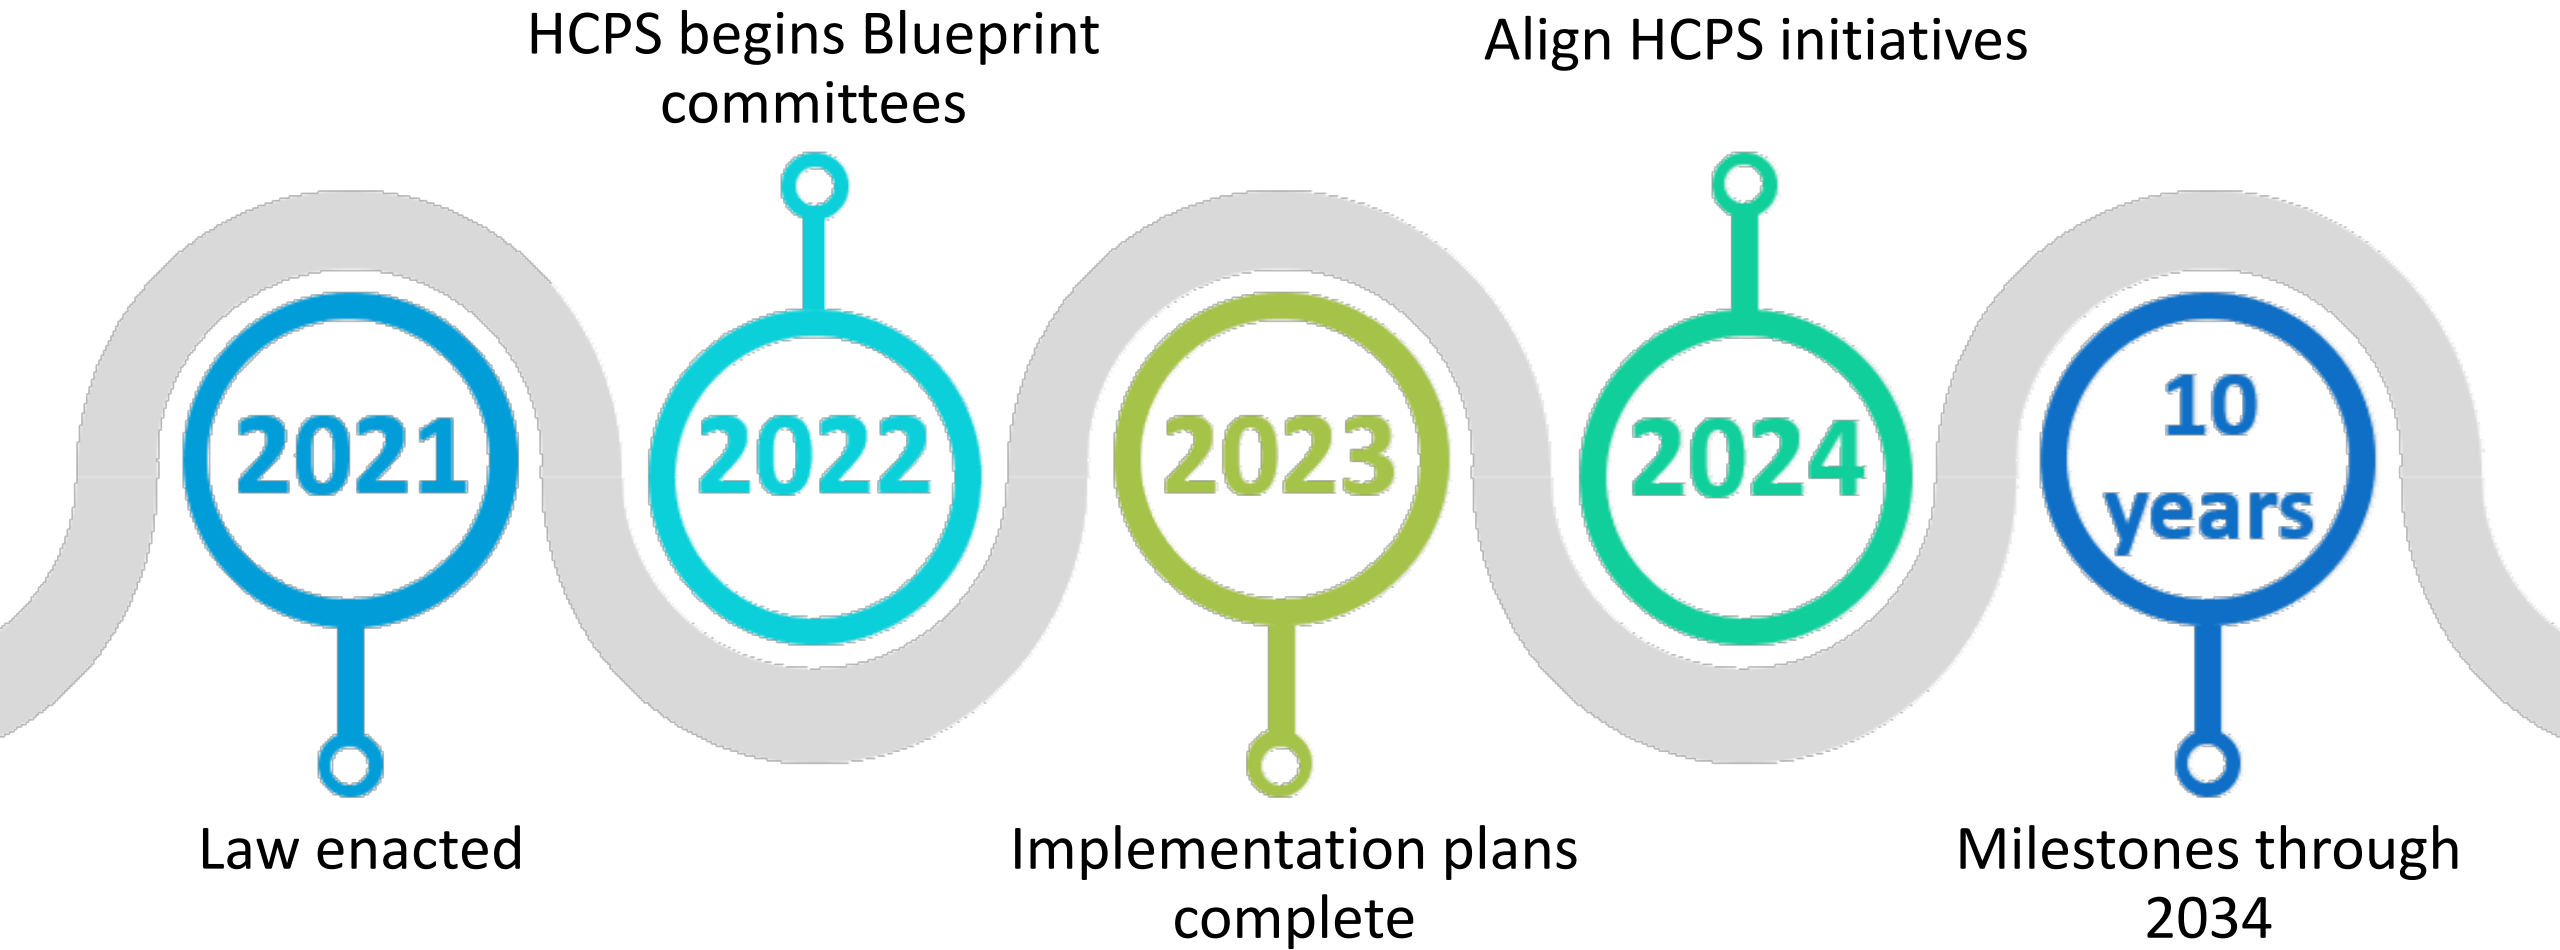 HCPS begins Blueprint
committees
Align HCPS initiatives
2021
2022
2023
2024
10
years
Law enacted
Implementation plans
complete
Milestones through
2034